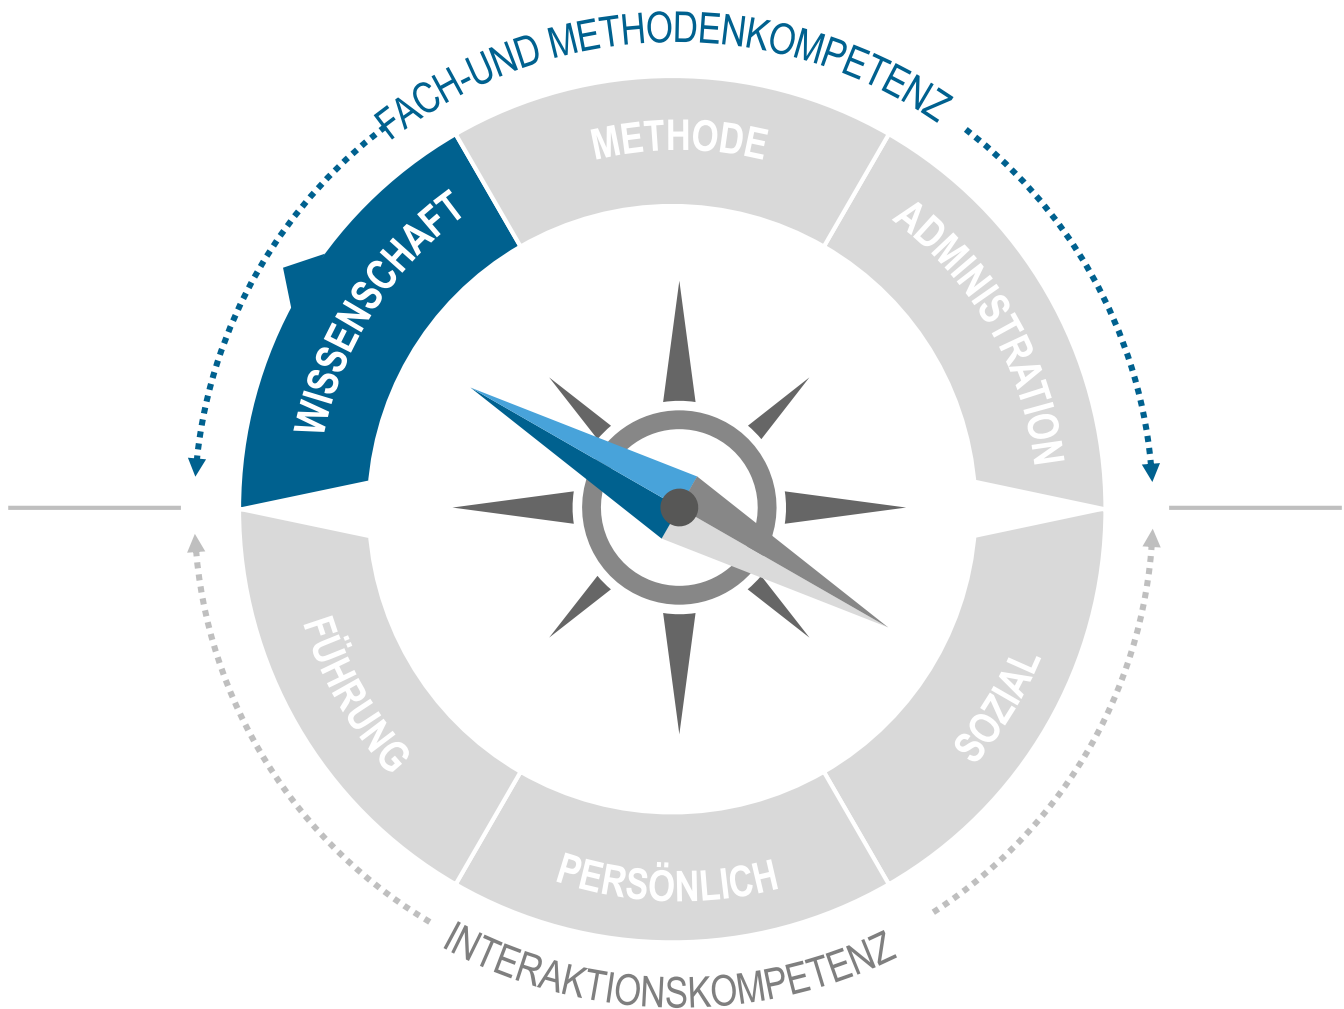 FACH-UND METHODENKOMPETENZ
METHODE
WISSENSCHAFT
ADMINISTRATION
FÜHRUNG
SOZIAL
PERSÖNLICH
INTERAKTIONSKOMPETENZ